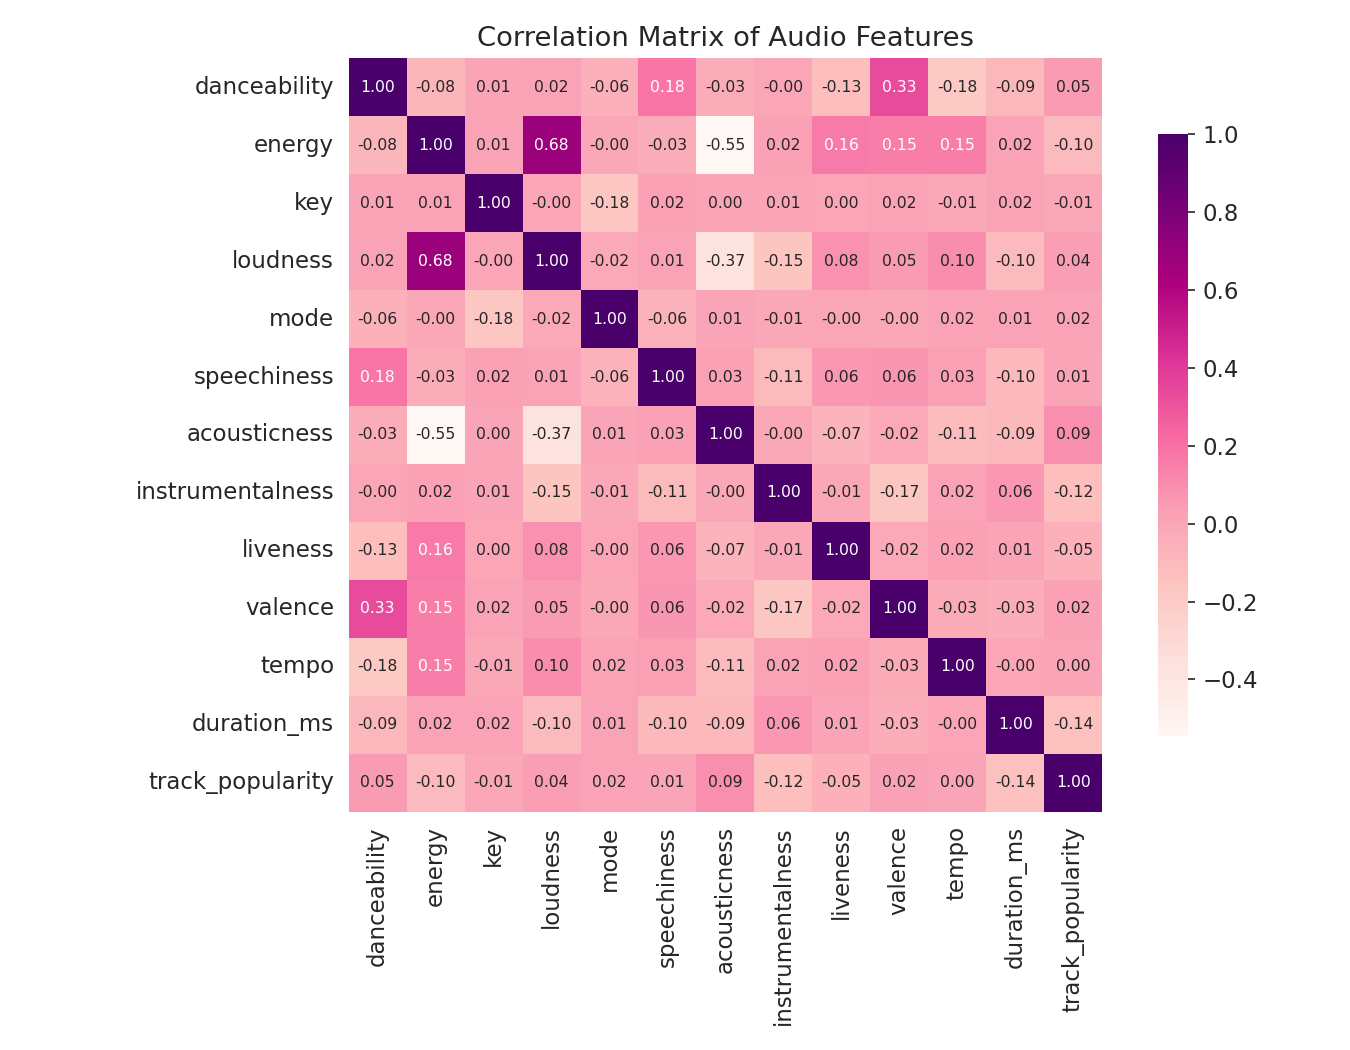 Correlation Matrix of Audio Features
danceability 1.00 -0.08 0.01 0.02 -0.06 0.18 -0.03 -0.00 -0.13 0.33 -0.18 -0.09 0.05
energy -0.08 1.00 0.01 0.68 -0.00 -0.03 -0.55 0.02 0.16 0.15 0.15 0.02 -0.10
key 0.01 0.01 1.00 -0.00 -0.18 0.02 0.00 0.01 0.00 0.02 -0.01 0.02 -0.01
loudness 0.02 0.68 -0.00 1.00 -0.02 0.01 -0.37 -0.15 0.08 0.05 0.10 -0.10 0.04
mode -0.06 -0.00 -0.18 -0.02 1.00 -0.06 0.01 -0.01 -0.00 -0.00 0.02 0.01 0.02
speechiness 0.18 -0.03 0.02 0.01 -0.06 1.00 0.03 -0.11 0.06 0.06 0.03 -0.10 0.01
acousticness -0.03 -0.55 0.00 -0.37 0.01 0.03 1.00 -0.00 -0.07 -0.02 -0.11 -0.09 0.09
instrumentalness -0.00 0.02 0.01 -0.15 -0.01 -0.11 -0.00 1.00 -0.01 -0.17 0.02 0.06 -0.12
liveness -0.13 0.16 0.00 0.08 -0.00 0.06 -0.07 -0.01 1.00 -0.02 0.02 0.01 -0.05
valence 0.33 0.15 0.02 0.05 -0.00 0.06 -0.02 -0.17 -0.02 1.00 -0.03 -0.03 0.02
tempo -0.18 0.15 -0.01 0.10 0.02 0.03 -0.11 0.02 0.02 -0.03 1.00 -0.00 0.00
duration_ms -0.09 0.02 0.02 -0.10 0.01 -0.10 -0.09 0.06 0.01 -0.03 -0.00 1.00 -0.14
track_popularity 0.05 -0.10 -0.01 0.04 0.02 0.01 0.09 -0.12 -0.05 0.02 0.00 -0.14 1.00
danceability
energy
key
loudness
mode
speechiness
acousticness
instrumentalness
liveness
valence
tempo
duration_ms
track_popularity
1.0
0.8
0.6
0.4
0.2
0.0
−0.2
−0.4